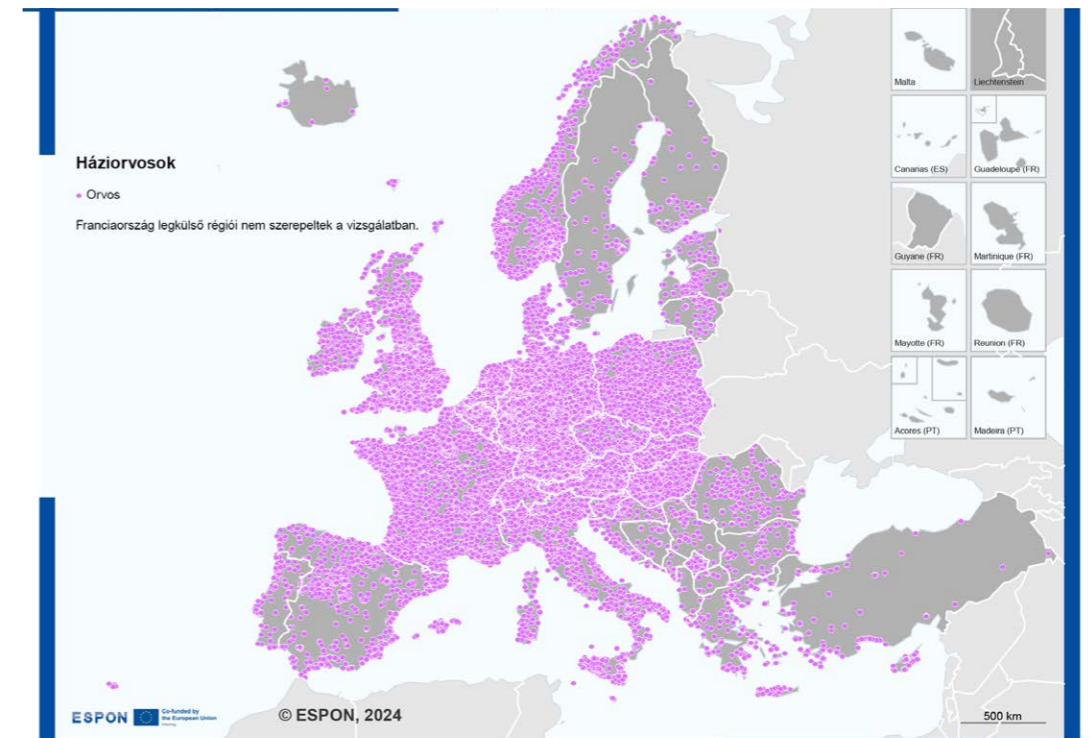 Háziorvosok
Orvos
Franciaország legkülső régiói nem szerepeltek a vizsgálatban.
Malta
Liechtenstein
Canarias (ES)
Guadeloupe (FR)
Guyane (FR)
Martinique (FR)
Mayotte (FR)
Reunion (FR)
Acores (PT)
Madeira (PT)
ESPON
Co-funded by
the European Union
© ESPON, 2024
500 km